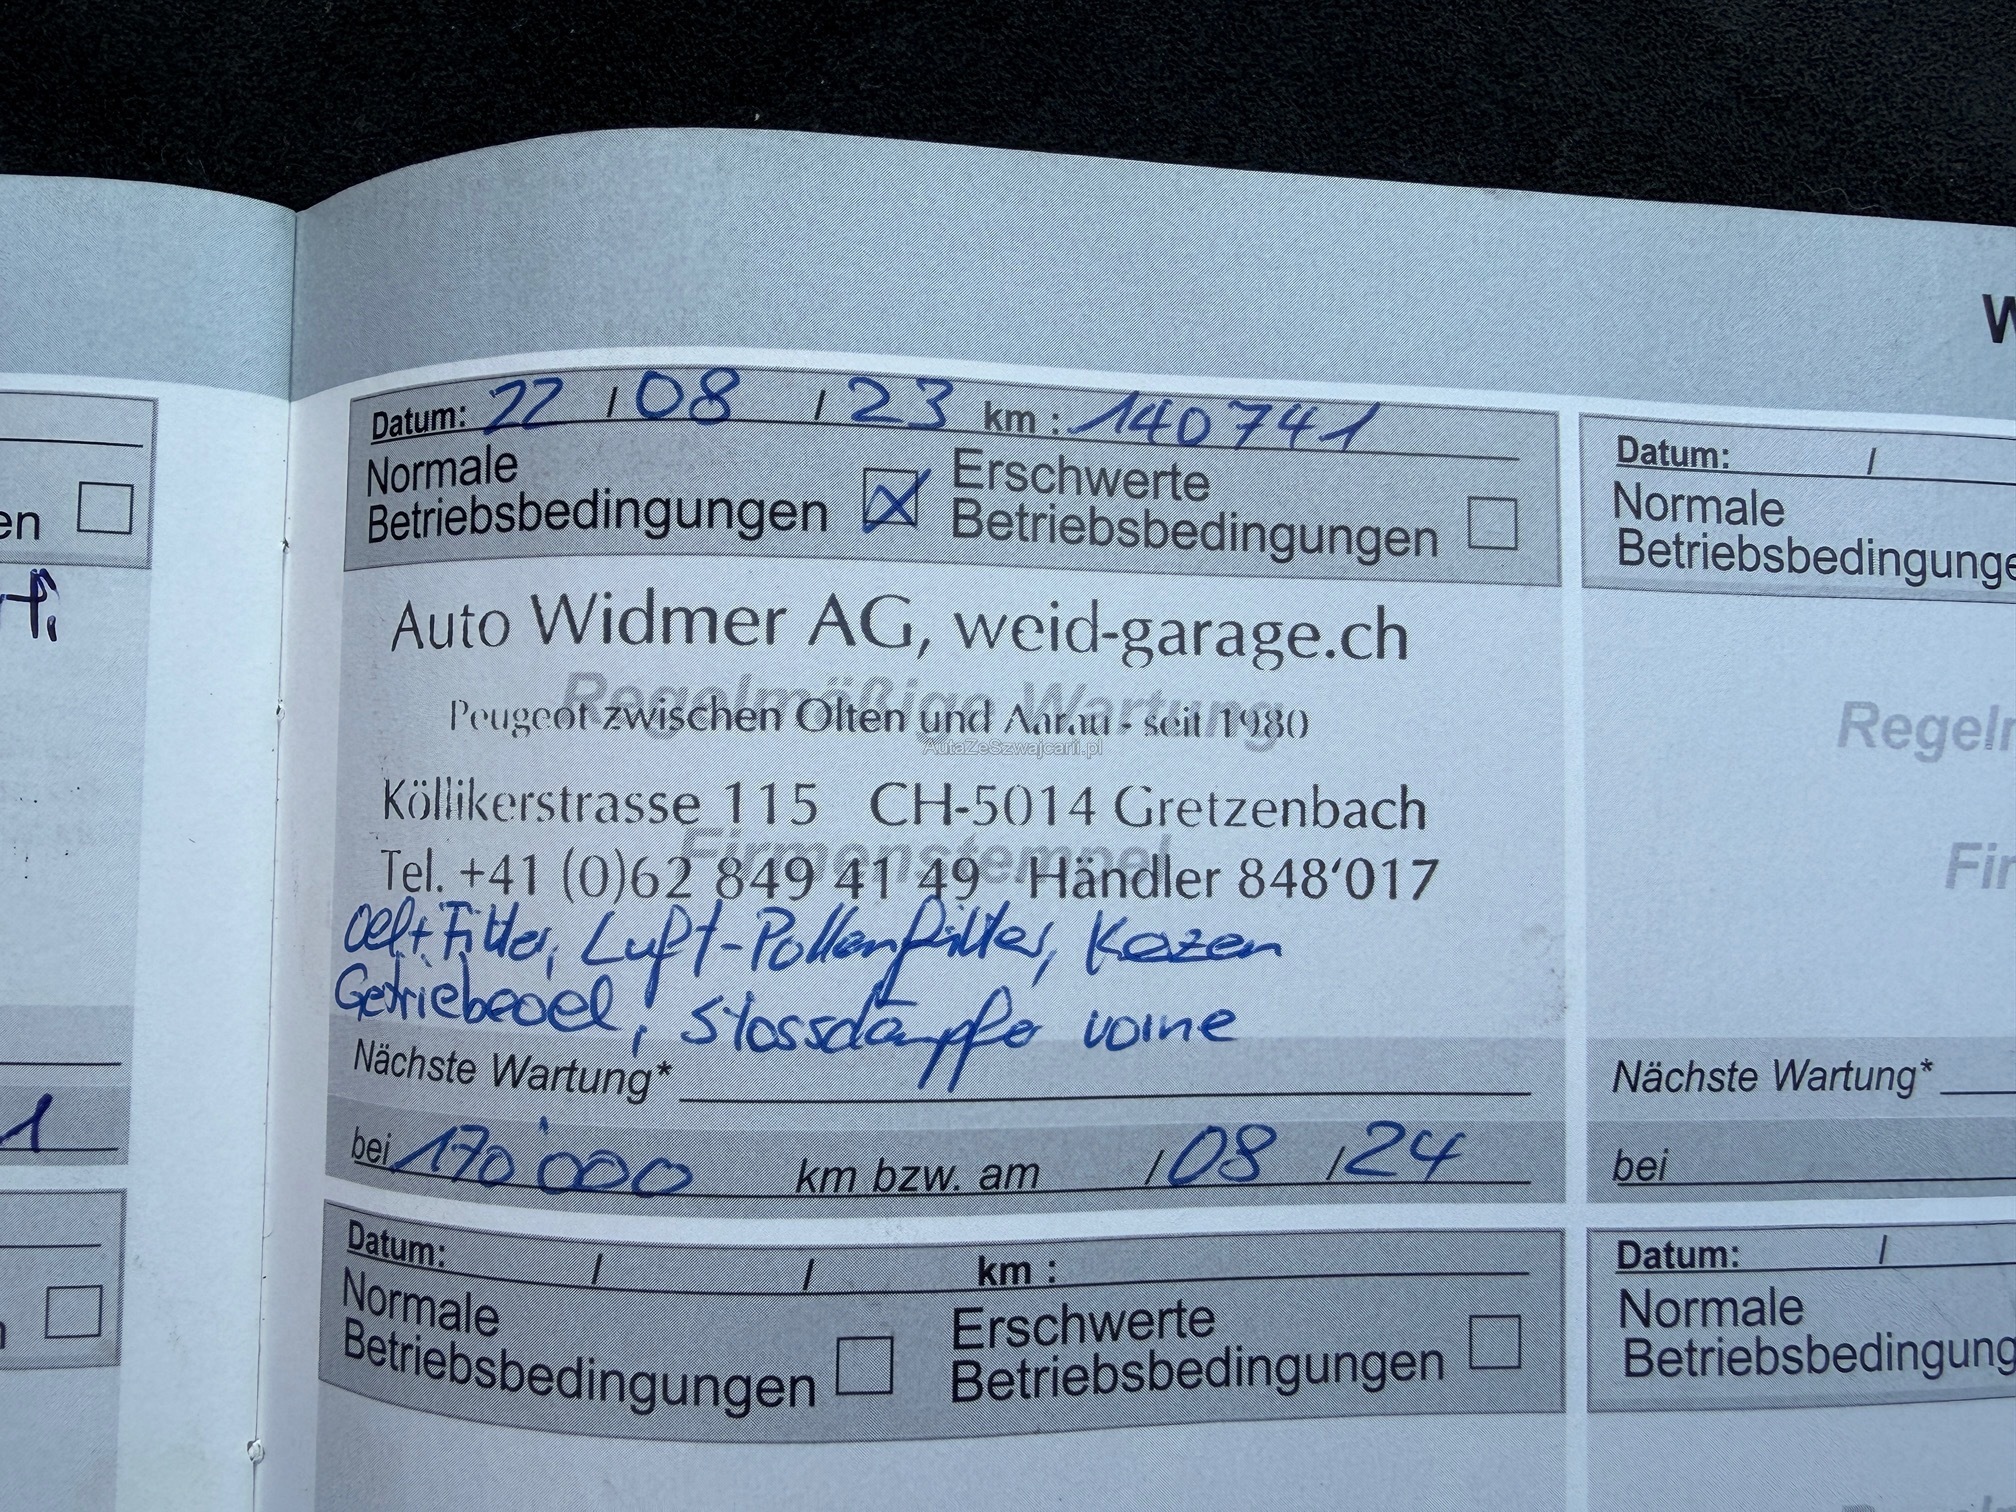 W
en
Datum: 22 / 08 / 23 km : 140741
Normale Betriebsbedingungen ☒ Erschwerte Betriebsbedingungen ☐
Auto Widmer AG, weid-garage.ch
Regelmäßige Wartung
Peugeot zwischen Olten und Aarau - seit 1980
AutaZeSzwajcarii.pl
Köllikerstrasse 115 CH-5014 Gretzenbach
Firmenstempel
Tel. +41 (0)62 849 41 49 Händler 848'017
Oel+Filter, Luft-Pollenfilter, Kezen
Getriebeoel, Stossdämpfer vorne
Nächste Wartung*
bei 170'000 km bzw. am / 08 / 24
Datum: / / km :
Normale Betriebsbedingungen ☐ Erschwerte Betriebsbedingungen ☐
Datum: /
Normale
Betriebsbedingunge
Regelm
Fir
Nächste Wartung*
bei
Datum: /
Normale
Betriebsbedingung
1